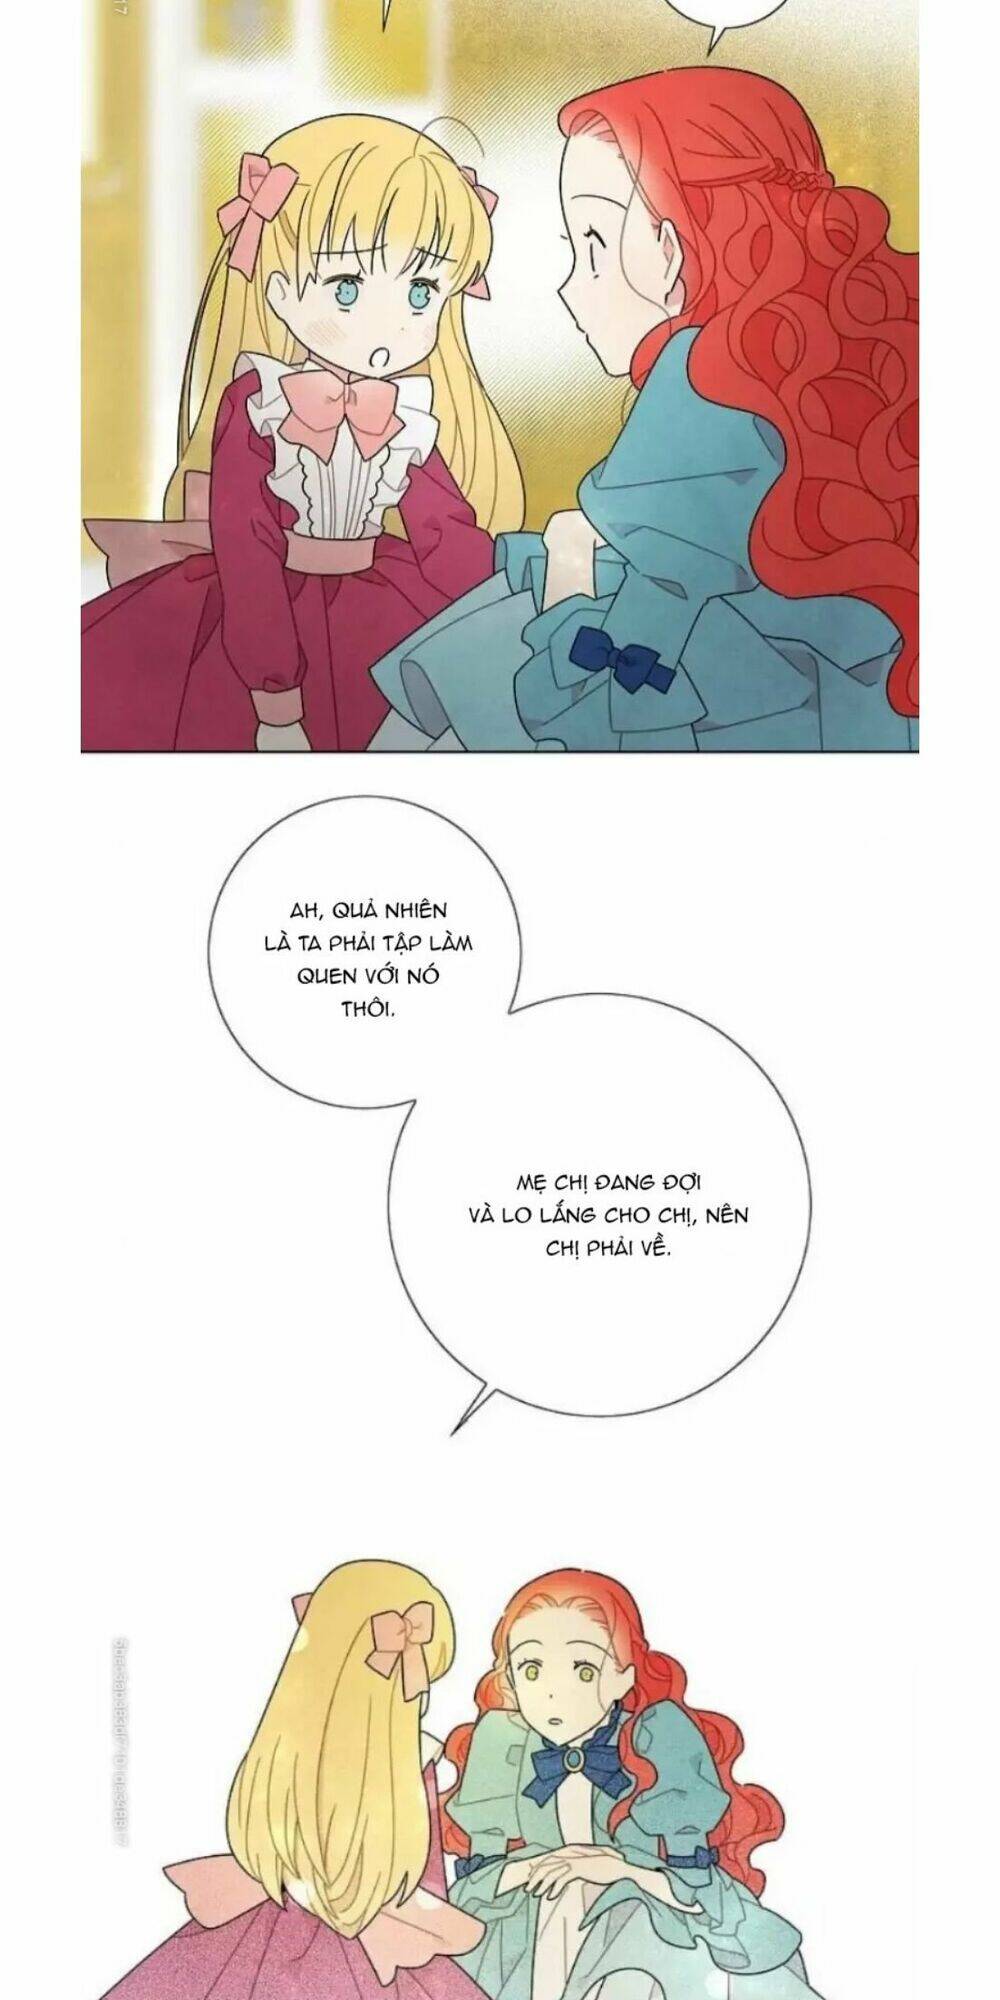 AH, QUẢ NHIÊN
LÀ TA PHẢI TẬP LÀM
QUEN VỚI NÓ
THÔI.
MẸ CHỊ ĐANG ĐỢI
VÀ LO LẮNG CHO CHỊ, NÊN
CHỊ PHẢI VỀ.